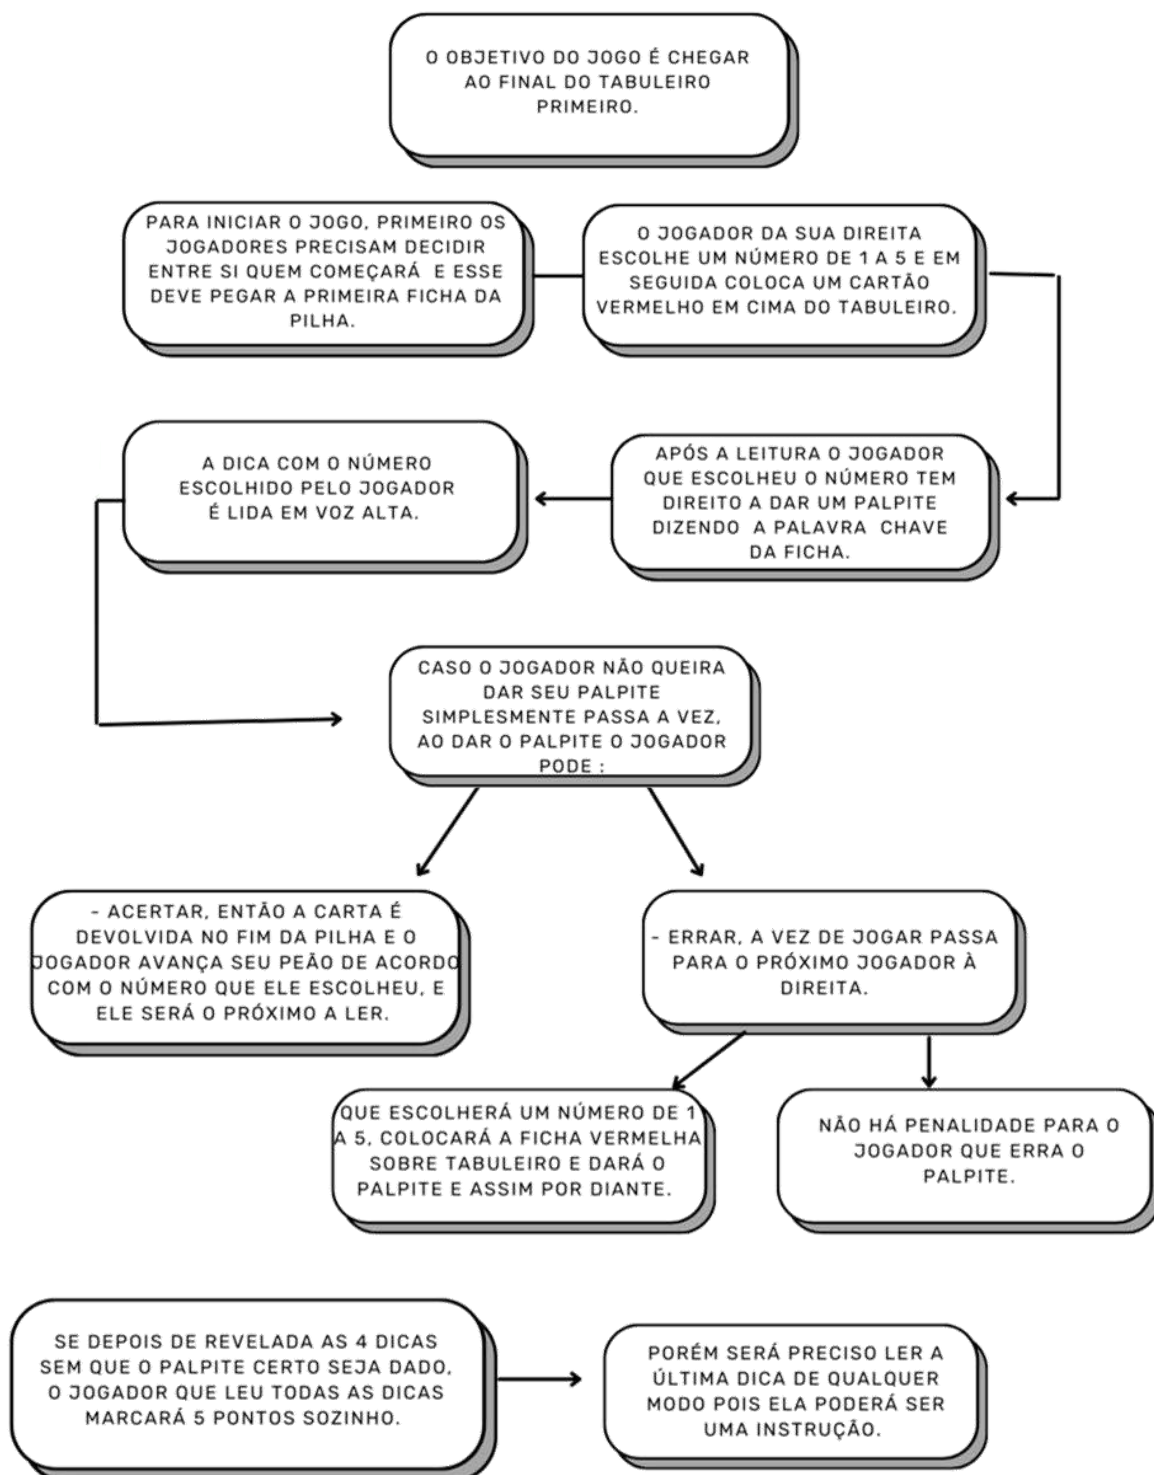 O OBJETIVO DO JOGO É CHEGAR
AO FINAL DO TABULEIRO
PRIMEIRO.
PARA INICIAR O JOGO, PRIMEIRO OS
JOGADORES PRECISAM DECIDIR
ENTRE SI QUEM COMEÇARÁ E ESSE
DEVE PEGAR A PRIMEIRA FICHA DA
PILHA.
O JOGADOR DA SUA DIREITA
ESCOLHE UM NÚMERO DE 1 A 5 E EM
SEGUIDA COLOCA UM CARTÃO
VERMELHO EM CIMA DO TABULEIRO.
APÓS A LEITURA O JOGADOR
QUE ESCOLHEU O NÚMERO TEM
DIREITO A DAR UM PALPITE
DIZENDO A PALAVRA CHAVE
DA FICHA.
A DICA COM O NÚMERO
ESCOLHIDO PELO JOGADOR
É LIDA EM VOZ ALTA.
CASO O JOGADOR NÃO QUEIRA
DAR SEU PALPITE
SIMPLESMENTE PASSA A VEZ,
AO DAR O PALPITE O JOGADOR
PODE :
- ACERTAR, ENTÃO A CARTA É
DEVOLVIDA NO FIM DA PILHA E O
JOGADOR AVANÇA SEU PEÃO DE ACORDO
COM O NÚMERO QUE ELE ESCOLHEU, E
ELE SERÁ O PRÓXIMO A LER.
- ERRAR, A VEZ DE JOGAR PASSA
PARA O PRÓXIMO JOGADOR À
DIREITA.
QUE ESCOLHERÁ UM NÚMERO DE 1
A 5, COLOCARÁ A FICHA VERMELHA
SOBRE TABULEIRO E DARÁ O
PALPITE E ASSIM POR DIANTE.
NÃO HÁ PENALIDADE PARA O
JOGADOR QUE ERRA O
PALPITE.
SE DEPOIS DE REVELADA AS 4 DICAS
SEM QUE O PALPITE CERTO SEJA DADO,
O JOGADOR QUE LEU TODAS AS DICAS
MARCARÁ 5 PONTOS SOZINHO.
PORÉM SERÁ PRECISO LER A
ÚLTIMA DICA DE QUALQUER
MODO POIS ELA PODERÁ SER
UMA INSTRUÇÃO.